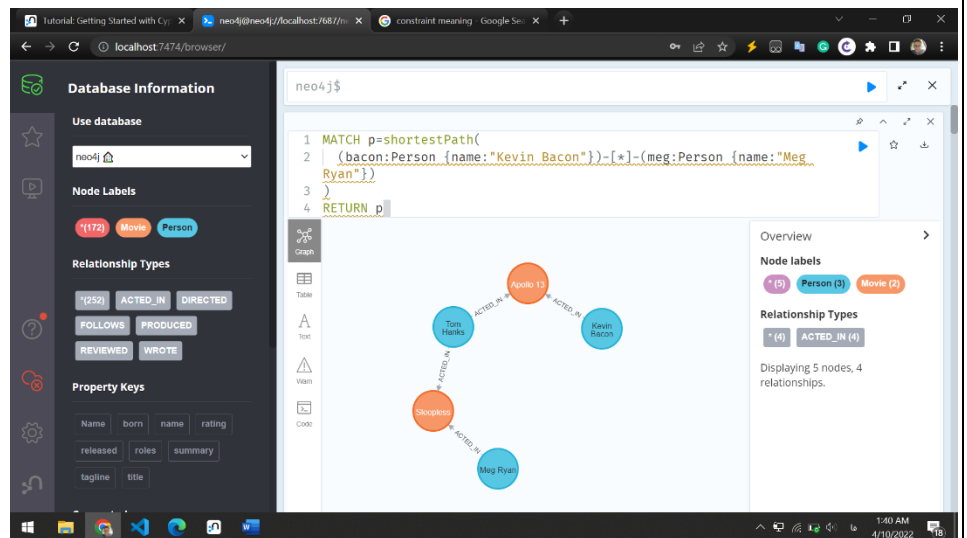 Tutorial: Getting Started with Cyp
neo4j@neo4j://localhost:7687/ne
constraint meaning - Google Sea
localhost:7474/browser/
Database Information
Use database
neo4j
Node Labels
*(172) Movie Person
Relationship Types
*(252) ACTED_IN DIRECTED
FOLLOWS PRODUCED
REVIEWED WROTE
Property Keys
Name born name rating
released roles summary
tagline title
neo4j$
1 MATCH p=shortestPath(
2 (bacon:Person {name:"Kevin Bacon"})-[*]-(meg:Person {name:"Meg
Ryan"})
3 )
4 RETURN p
Graph
Table
Text
Warn
Code
Apollo 13
ACTED_IN
ACTED_IN
Tom
Hanks
Kevin
Bacon
ACTED_IN
Sleepless
ACTED_IN
Meg Ryan
Overview
Node labels
*(5) Person (3) Movie (2)
Relationship Types
*(4) ACTED_IN (4)
Displaying 5 nodes, 4
relationships.
1:40 AM
4/10/2022
18